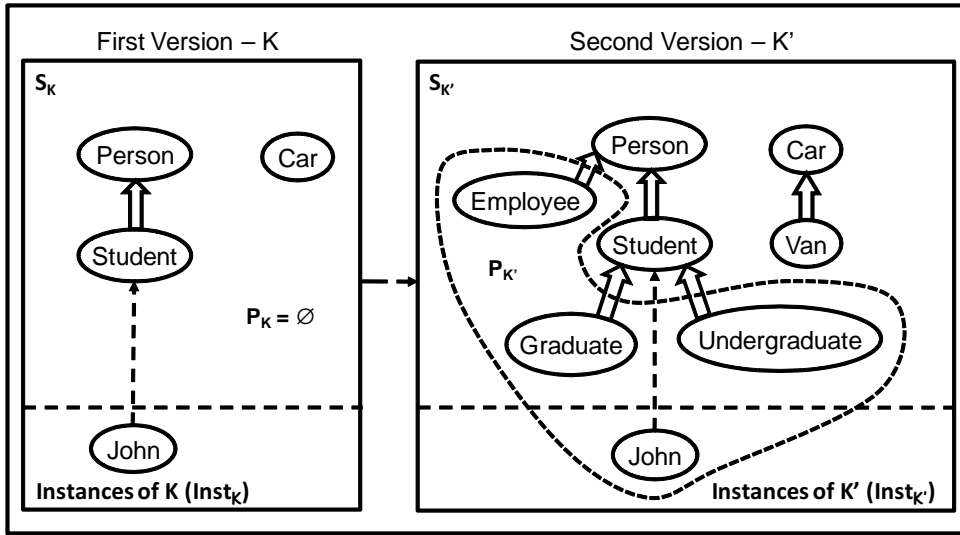 First Version – K
S_K
Person
Car
Student
P_K = ∅
John
Instances of K (Inst_K)
Second Version – K’
S_K’
Person
Car
Employee
Student
Van
P_K’
Graduate
Undergraduate
John
Instances of K’ (Inst_K’)